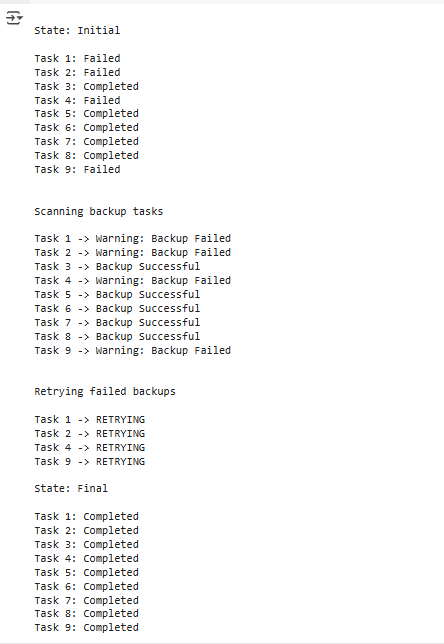 State: Initial
Task 1: Failed
Task 2: Failed
Task 3: Completed
Task 4: Failed
Task 5: Completed
Task 6: Completed
Task 7: Completed
Task 8: Completed
Task 9: Failed
Scanning backup tasks
Task 1 -> Warning: Backup Failed
Task 2 -> Warning: Backup Failed
Task 3 -> Backup Successful
Task 4 -> Warning: Backup Failed
Task 5 -> Backup Successful
Task 6 -> Backup Successful
Task 7 -> Backup Successful
Task 8 -> Backup Successful
Task 9 -> Warning: Backup Failed
Retrying failed backups
Task 1 -> RETRYING
Task 2 -> RETRYING
Task 4 -> RETRYING
Task 9 -> RETRYING
State: Final
Task 1: Completed
Task 2: Completed
Task 3: Completed
Task 4: Completed
Task 5: Completed
Task 6: Completed
Task 7: Completed
Task 8: Completed
Task 9: Completed